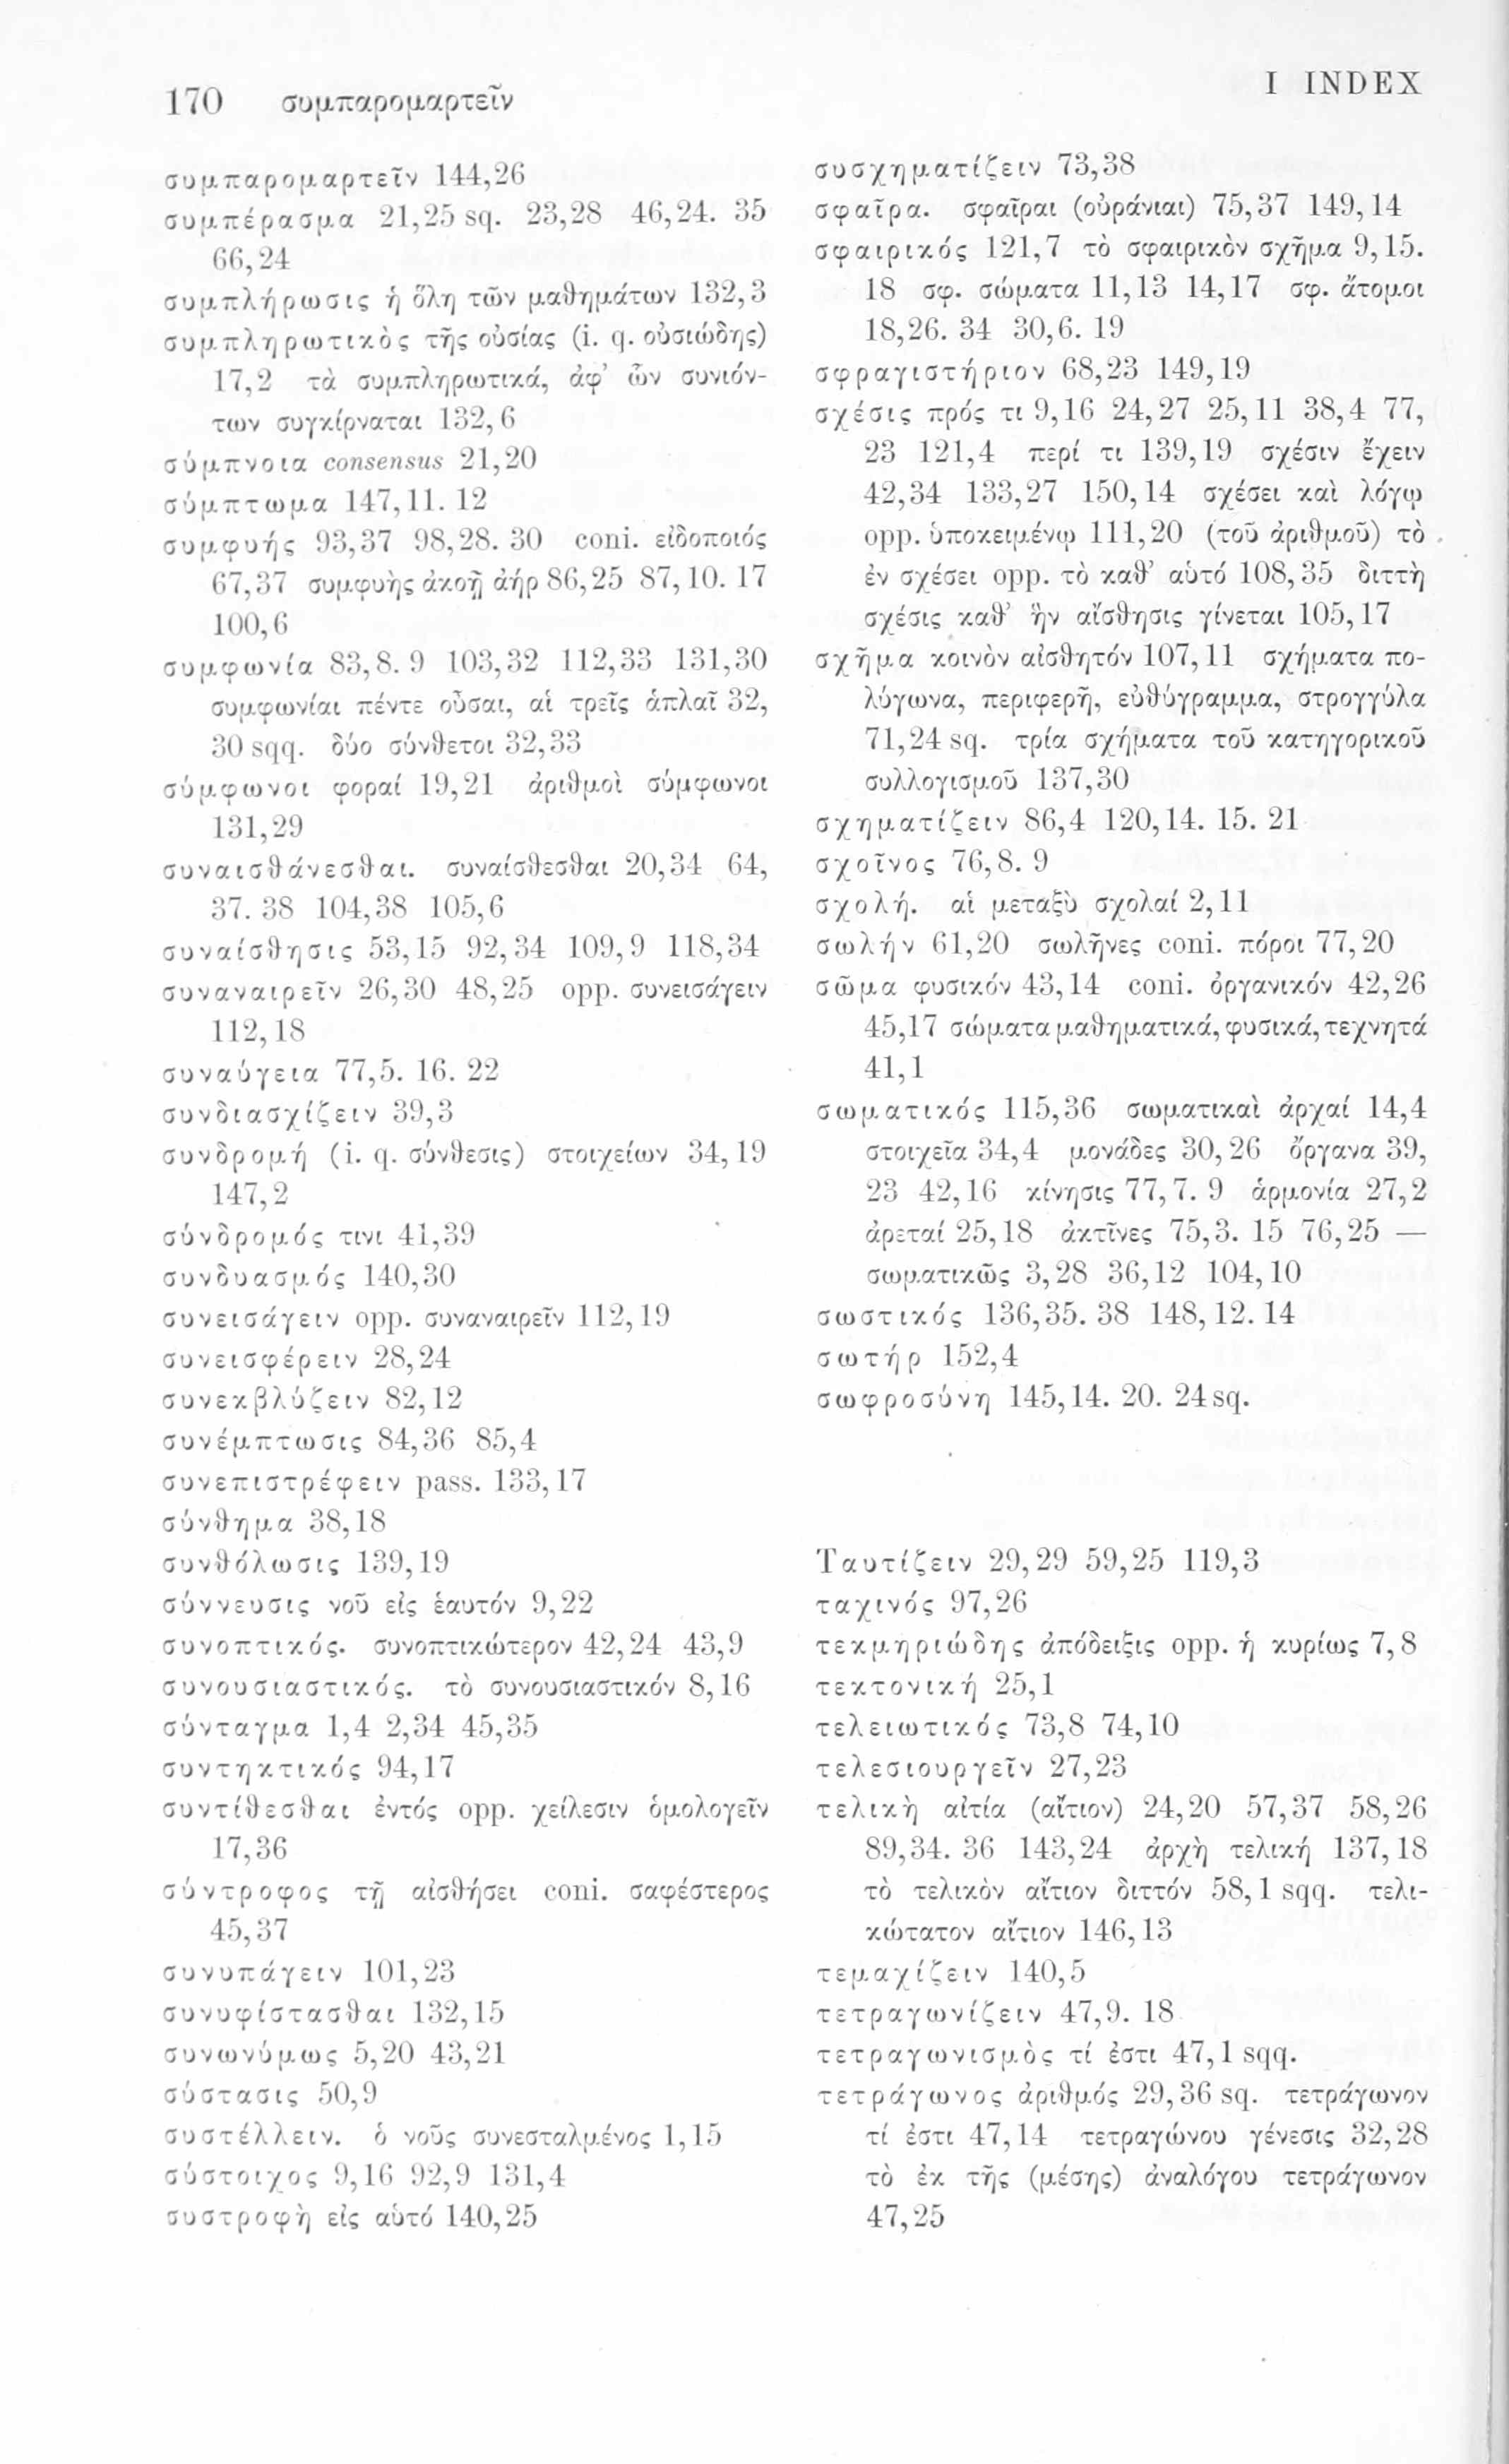 170 συμπαρομαρτεῖν
I INDEX
συμπαρομαρτεῖν 144,26
συμπέρασμα 21,25 sq. 23,28 46,24. 35
66,24
συμπλήρωσις ἡ ὅλη τῶν μαθημάτων 132,3
συμπληρωτικὸς τῆς οὐσίας (i. q. οὐσιώδης)
17,2 τὰ συμπληρωτικά, ἀφ’ ὧν συνιόν-
των συγκίρναται 132,6
σύμπνοια consensus 21,20
σύμπτωμα 147,11. 12
συμφυής 93,37 98,28. 30 coni. εἰδοποιός
67,37 συμφυὴς ἀκοῇ ἀήρ 86,25 87,10. 17
100,6
συμφωνία 83,8. 9 103,32 112,33 131,30
συμφωνίαι πέντε οὖσαι, αἱ τρεῖς ἁπλαῖ 32,
30 sqq. δύο σύνθετοι 32,33
σύμφωνοι φοραί 19,21 ἀριθμοὶ σύμφωνοι
131,29
συναισθάνεσθαι. συναίσθεσθαι 20,34 64,
37. 38 104,38 105,6
συναίσθησις 53,15 92,34 109,9 118,34
συναναιρεῖν 26,30 48,25 opp. συνεισάγειν
112,18
συναύγεια 77,5. 16. 22
συνδιασχίζειν 39,3
συνδρομή (i. q. σύνθεσις) στοιχείων 34,19
147,2
σύνδρομός τινι 41,39
συνδυασμός 140,30
συνεισάγειν opp. συναναιρεῖν 112,19
συνεισφέρειν 28,24
συνεκβλύζειν 82,12
συνέμπτωσις 84,36 85,4
συνεπιστρέφειν pass. 133,17
σύνθημα 38,18
συνθόλωσις 139,19
σύννευσις νοῦ εἰς ἑαυτόν 9,22
συνοπτικός. συνοπτικώτερον 42,24 43,9
συνουσιαστικός. τὸ συνουσιαστικόν 8,16
σύνταγμα 1,4 2,34 45,35
συντηκτικός 94,17
συντίθεσθαι ἐντός opp. χείλεσιν ὁμολογεῖν
17,36
σύντροφος τῇ αἰσθήσει coni. σαφέστερος
45,37
συνυπάγειν 101,23
συνυφίστασθαι 132,15
συνωνύμως 5,20 43,21
σύστασις 50,9
συστέλλειν. ὁ νοῦς συνεσταλμένος 1,15
σύστοιχος 9,16 92,9 131,4
συστροφὴ εἰς αὑτό 140,25
συσχηματίζειν 73,38
σφαῖρα. σφαῖραι (οὐράνιαι) 75,37 149,14
σφαιρικός 121,7 τὸ σφαιρικὸν σχῆμα 9,15.
18 σφ. σώματα 11,13 14,17 σφ. ἄτομοι
18,26. 34 30,6. 19
σφραγιστήριον 68,23 149,19
σχέσις πρός τι 9,16 24,27 25,11 38,4 77,
23 121,4 περί τι 139,19 σχέσιν ἔχειν
42,34 133,27 150,14 σχέσει καὶ λόγῳ
opp. ὑποκειμένῳ 111,20 (τοῦ ἀριθμοῦ) τὸ
ἐν σχέσει opp. τὸ καθ’ αὑτό 108,35 διττὴ
σχέσις καθ’ ἣν αἴσθησις γίνεται 105,17
σχῆμα κοινὸν αἰσθητόν 107,11 σχήματα πο-
λύγωνα, περιφερῆ, εὐθύγραμμα, στρογγύλα
71,24 sq. τρία σχήματα τοῦ κατηγορικοῦ
συλλογισμοῦ 137,30
σχηματίζειν 86,4 120,14. 15. 21
σχοῖνος 76,8. 9
σχολή. αἱ μεταξὺ σχολαί 2,11
σωλήν 61,20 σωλῆνες coni. πόροι 77,20
σῶμα φυσικόν 43,14 coni. ὀργανικόν 42,26
45,17 σώματα μαθηματικά, φυσικά, τεχνητά
41,1
σωματικός 115,36 σωματικαὶ ἀρχαί 14,4
στοιχεῖα 34,4 μονάδες 30,26 ὄργανα 39,
23 42,16 κίνησις 77,7. 9 ἁρμονία 27,2
ἀρεταί 25,18 ἀκτῖνες 75,3. 15 76,25 —
σωματικῶς 3,28 36,12 104,10
σωστικός 136,35. 38 148,12. 14
σωτήρ 152,4
σωφροσύνη 145,14. 20. 24 sq.
Ταυτίζειν 29,29 59,25 119,3
ταχινός 97,26
τεκμηριώδης ἀπόδειξις opp. ἡ κυρίως 7,8
τεκτονική 25,1
τελειωτικός 73,8 74,10
τελεσιουργεῖν 27,23
τελικὴ αἰτία (αἴτιον) 24,20 57,37 58,26
89,34. 36 143,24 ἀρχὴ τελική 137,18
τὸ τελικὸν αἴτιον διττόν 58,1 sqq. τελι-
κώτατον αἴτιον 146,13
τεμαχίζειν 140,5
τετραγωνίζειν 47,9. 18
τετραγωνισμὸς τί ἐστι 47,1 sqq.
τετράγωνος ἀριθμός 29,36 sq. τετράγωνον
τί ἐστι 47,14 τετραγώνου γένεσις 32,28
τὸ ἐκ τῆς (μέσης) ἀναλόγου τετράγωνον
47,25